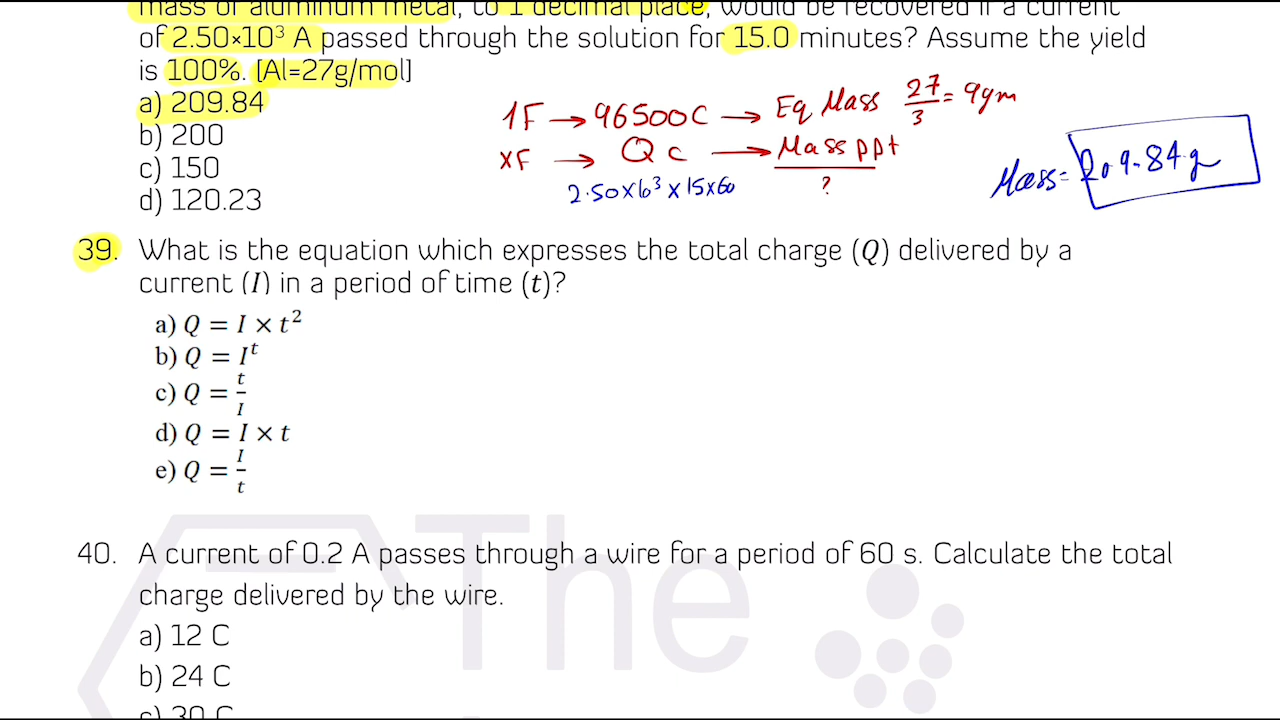 mass of aluminum metal, to 1 decimal place, would be recovered if a current
of 2.50×10³ A passed through the solution for 15.0 minutes? Assume the yield
is 100%. [Al=27g/mol]
a) 209.84
b) 200
c) 150
d) 120.23
1F → 96500C → Eq Mass 27/3 = 9gm
XF → Q C → Mass ppt
2.50×10³ × 15×60 ?
Mass= 209.84 g
39. What is the equation which expresses the total charge (Q) delivered by a
current (I) in a period of time (t)?
a) Q = I × t²
b) Q = Iᵗ
c) Q = t/I
d) Q = I × t
e) Q = I/t
40. A current of 0.2 A passes through a wire for a period of 60 s. Calculate the total
charge delivered by the wire.
a) 12 C
b) 24 C
c) 30 C
The